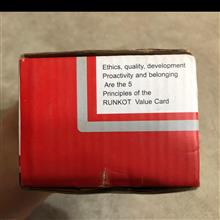 Ethics, quality, development
Proactivity and belonging
Are the 5
Principles of the
RUNKOT Value Card